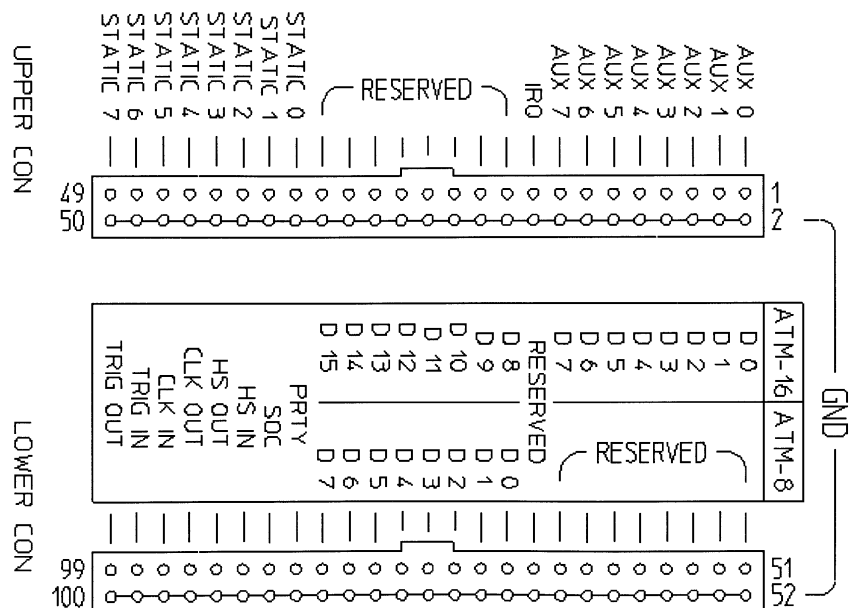 UPPER CON
STATIC 7
STATIC 6
STATIC 5
STATIC 4
STATIC 3
STATIC 2
STATIC 1
STATIC 0
RESERVED
IRQ
AUX 7
AUX 6
AUX 5
AUX 4
AUX 3
AUX 2
AUX 1
AUX 0
49
1
50
2
GND
ATM-16
D 15
D 14
D 13
D 12
D 11
D 10
D 9
D 8
RESERVED
D 7
D 6
D 5
D 4
D 3
D 2
D 1
D 0
TRIG OUT
TRIG IN
CLK IN
CLK OUT
HS OUT
HS IN
SOC
PRTY
ATM-8
D 7
D 6
D 5
D 4
D 3
D 2
D 1
D 0
RESERVED
LOWER CON
99
51
100
52